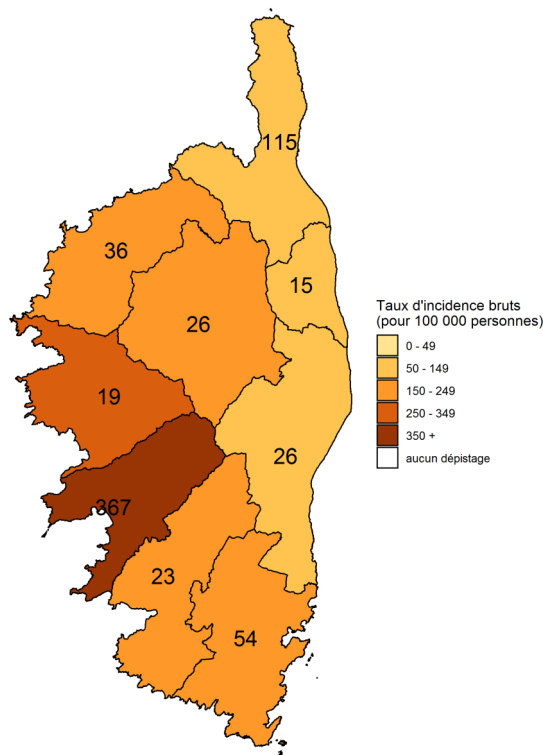 115
36
15
26
19
26
367
23
54
Taux d'incidence bruts
(pour 100 000 personnes)
0 - 49
50 - 149
150 - 249
250 - 349
350 +
aucun dépistage